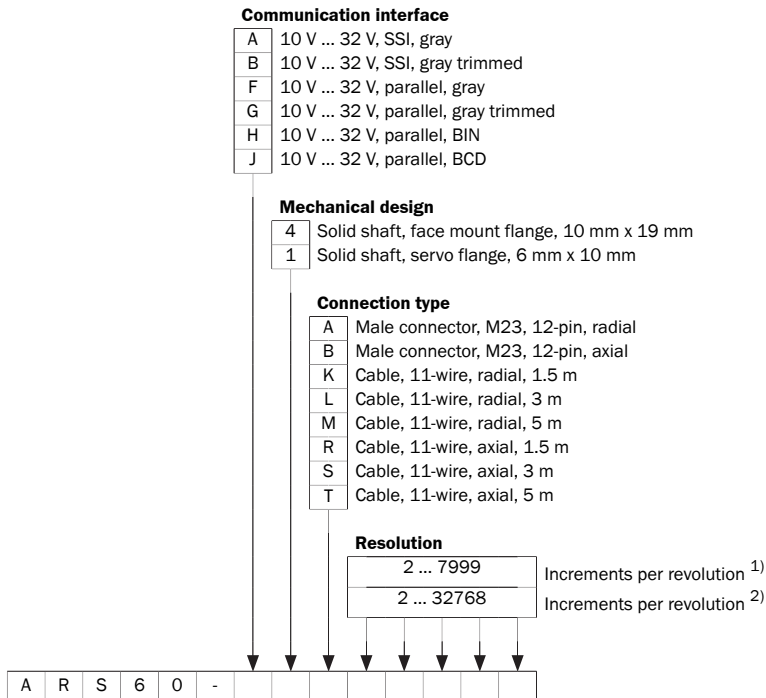 Communication interface
A 10 V ... 32 V, SSI, gray
B 10 V ... 32 V, SSI, gray trimmed
F 10 V ... 32 V, parallel, gray
G 10 V ... 32 V, parallel, gray trimmed
H 10 V ... 32 V, parallel, BIN
J 10 V ... 32 V, parallel, BCD
Mechanical design
4 Solid shaft, face mount flange, 10 mm x 19 mm
1 Solid shaft, servo flange, 6 mm x 10 mm
Connection type
A Male connector, M23, 12-pin, radial
B Male connector, M23, 12-pin, axial
K Cable, 11-wire, radial, 1.5 m
L Cable, 11-wire, radial, 3 m
M Cable, 11-wire, radial, 5 m
R Cable, 11-wire, axial, 1.5 m
S Cable, 11-wire, axial, 3 m
T Cable, 11-wire, axial, 5 m
Resolution
2 ... 7999 Increments per revolution 1)
2 ... 32768 Increments per revolution 2)
A R S 6 0 -